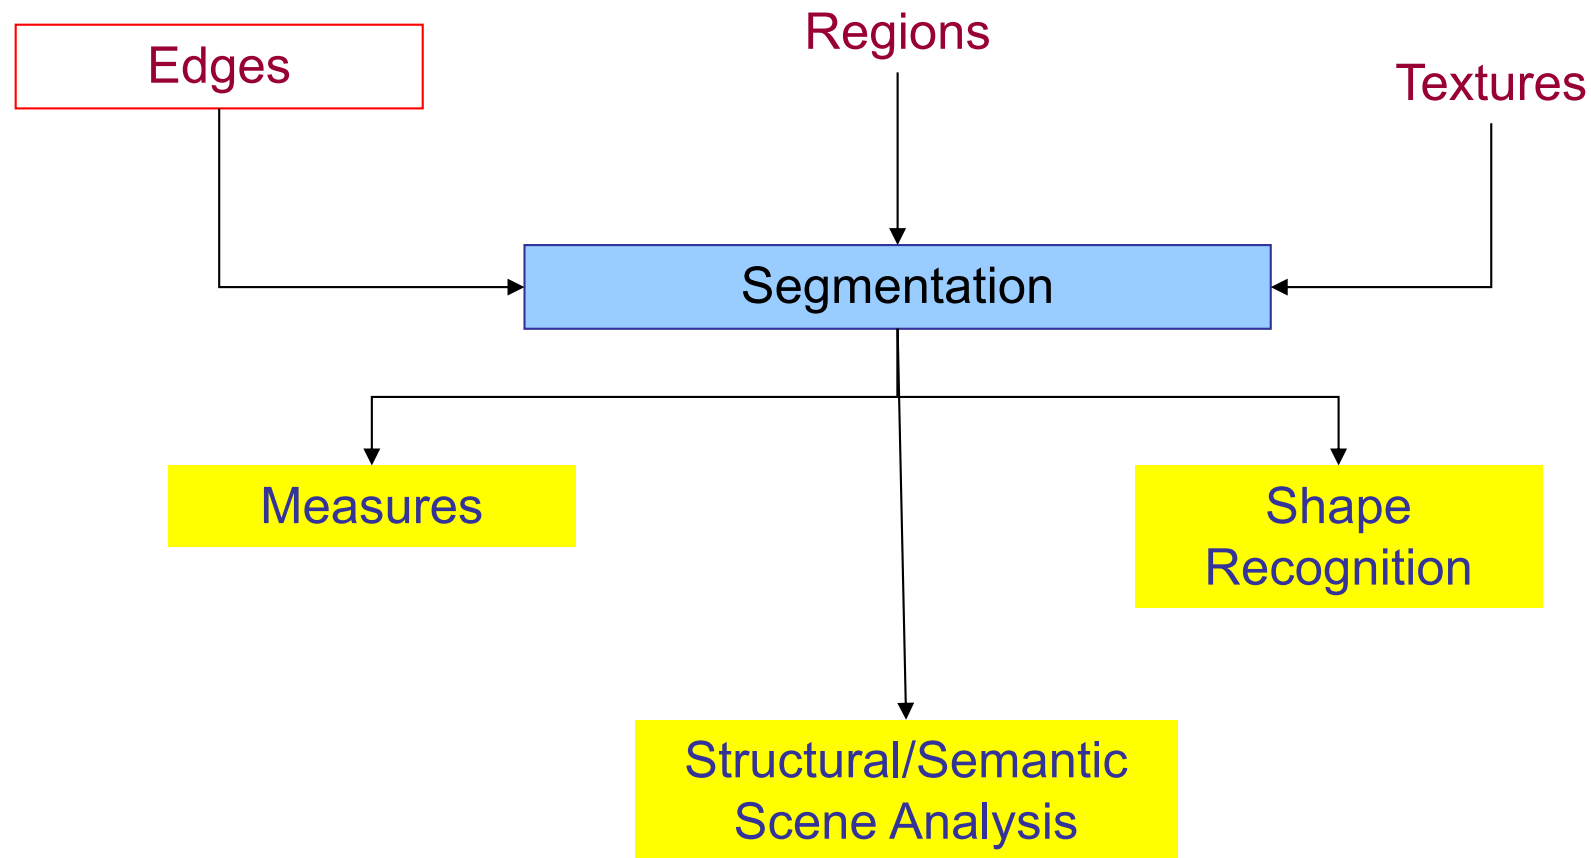 Regions
Edges
Textures
Segmentation
Measures
Shape
Recognition
Structural/Semantic
Scene Analysis